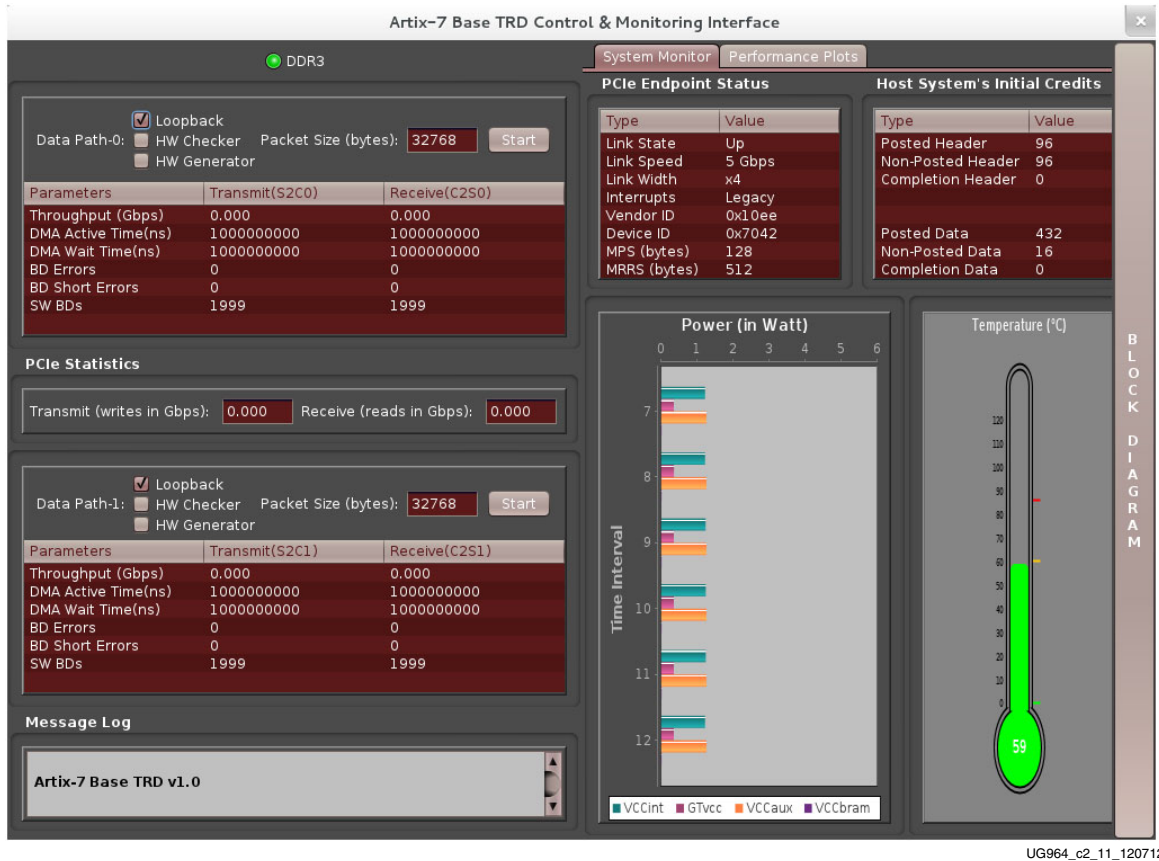 Artix-7 Base TRD Control & Monitoring Interface
DDR3
Data Path-0:
Loopback
HW Checker
HW Generator
Packet Size (bytes): 32768 Start
Parameters Transmit(S2C0) Receive(C2S0)
Throughput (Gbps) 0.000 0.000
DMA Active Time(ns) 1000000000 1000000000
DMA Wait Time(ns) 1000000000 1000000000
BD Errors 0 0
BD Short Errors 0 0
SW BDs 1999 1999
PCIe Statistics
Transmit (writes in Gbps): 0.000 Receive (reads in Gbps): 0.000
Data Path-1:
Loopback
HW Checker
HW Generator
Packet Size (bytes): 32768 Start
Parameters Transmit(S2C1) Receive(C2S1)
Throughput (Gbps) 0.000 0.000
DMA Active Time(ns) 1000000000 1000000000
DMA Wait Time(ns) 1000000000 1000000000
BD Errors 0 0
BD Short Errors 0 0
SW BDs 1999 1999
Message Log
Artix-7 Base TRD v1.0
System Monitor Performance Plots
PCIe Endpoint Status
Type Value
Link State Up
Link Speed 5 Gbps
Link Width x4
Interrupts Legacy
Vendor ID 0x10ee
Device ID 0x7042
MPS (bytes) 128
MRRS (bytes) 512
Host System's Initial Credits
Type Value
Posted Header 96
Non-Posted Header 96
Completion Header 0
Posted Data 432
Non-Posted Data 16
Completion Data 0
Power (in Watt)
0 1 2 3 4 5 6
Time Interval
7
8
9
10
11
12
VCCint GTvcc VCCaux VCCbram
Temperature (°C)
120
110
100
90
80
70
60
50
40
30
20
10
0
59
BLOCK DIAGRAM
UG964_c2_11_120712